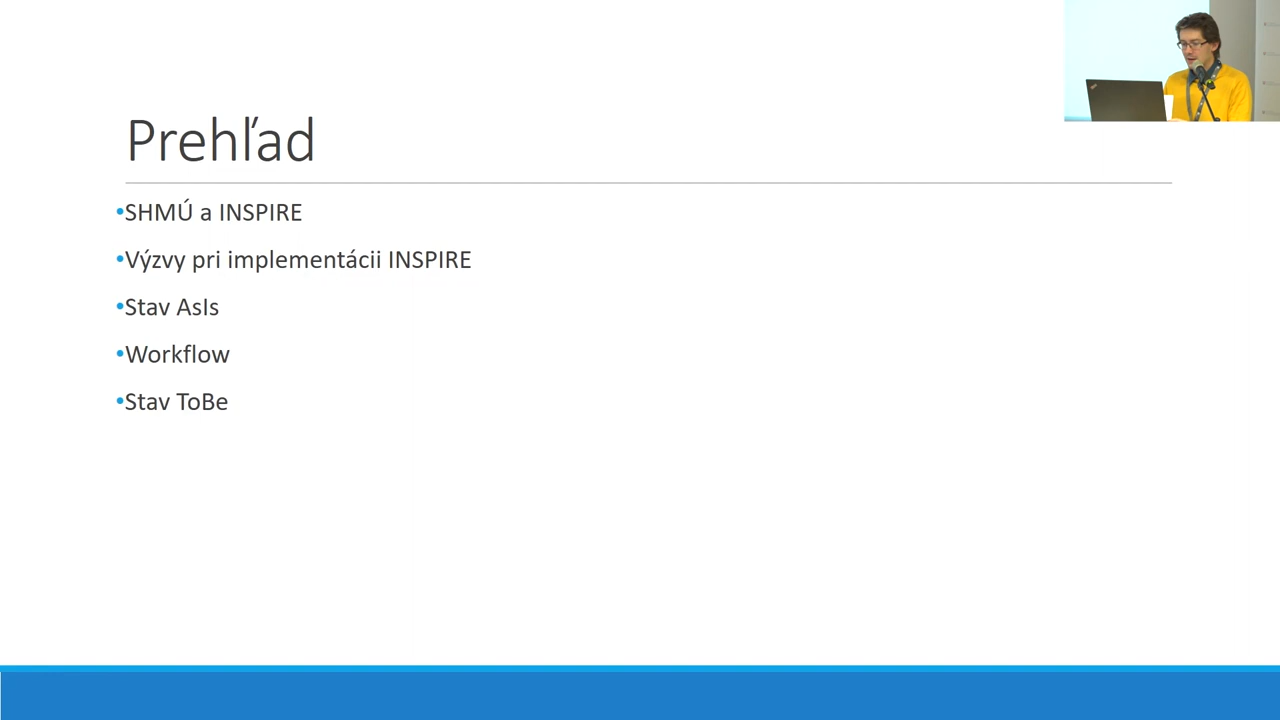 Prehľad
•SHMÚ a INSPIRE
•Výzvy pri implementácii INSPIRE
•Stav AsIs
•Workflow
•Stav ToBe